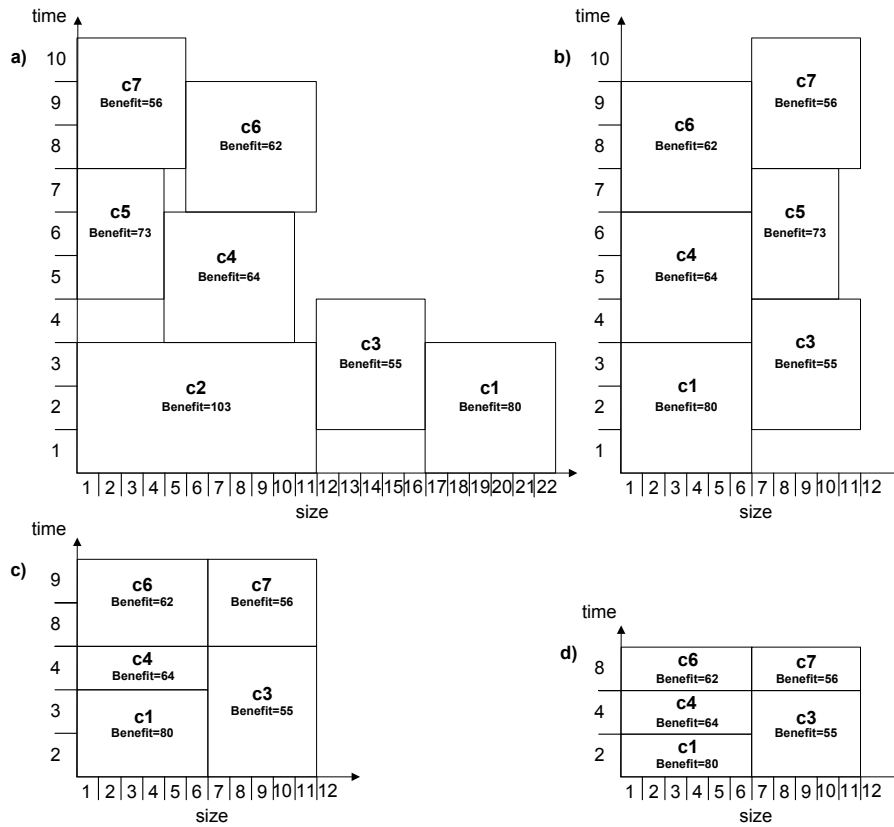 time
a)
10
9
8
7
6
5
4
3
2
1
c7
Benefit=56
c6
Benefit=62
c5
Benefit=73
c4
Benefit=64
c3
Benefit=55
c2
Benefit=103
c1
Benefit=80
1 2 3 4 5 6 7 8 9 10 11 12 13 14 15 16 17 18 19 20 21 22
size
time
b)
10
9
8
7
6
5
4
3
2
1
c7
Benefit=56
c6
Benefit=62
c5
Benefit=73
c4
Benefit=64
c3
Benefit=55
c1
Benefit=80
1 2 3 4 5 6 7 8 9 10 11 12
size
time
c)
9
8
4
3
2
c6
Benefit=62
c7
Benefit=56
c4
Benefit=64
c3
Benefit=55
c1
Benefit=80
1 2 3 4 5 6 7 8 9 10 11 12
size
time
d)
8
4
2
c6
Benefit=62
c7
Benefit=56
c4
Benefit=64
c3
Benefit=55
c1
Benefit=80
1 2 3 4 5 6 7 8 9 10 11 12
size